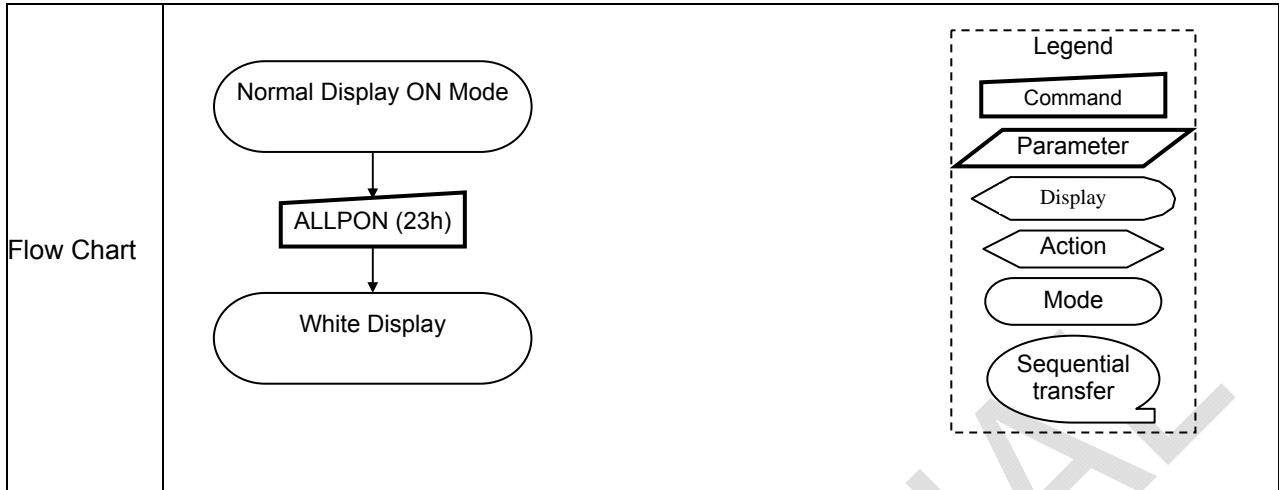 Flow Chart
Normal Display ON Mode
ALLPON (23h)
White Display
Legend
Command
Parameter
Display
Action
Mode
Sequential
transfer